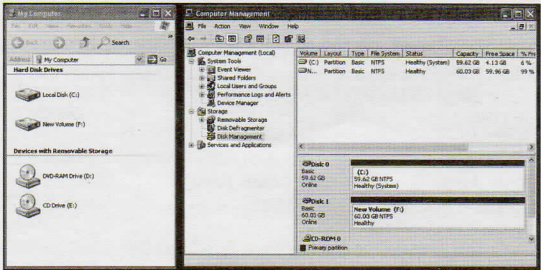 My Computer
Search
Address My Computer Go
Hard Disk Drives
Local Disk (C:)
New Volume (F:)
Devices with Removable Storage
DVD-RAM Drive (D:)
CD Drive (E:)
Computer Management
File Action View Window Help
Computer Management (Local)
System Tools
Event Viewer
Shared Folders
Local Users and Groups
Performance Logs and Alerts
Device Manager
Storage
Removable Storage
Disk Defragmenter
Disk Management
Services and Applications
Volume Layout Type File System Status Capacity Free Space % Fre
(C:) Partition Basic NTFS Healthy (System) 59.62 GB 4.13 GB 6 %
N... Partition Basic NTFS Healthy 60.03 GB 59.96 GB 99 %
Disk 0
Basic
59.62 GB
Online
(C:)
59.62 GB NTFS
Healthy (System)
Disk 1
Basic
60.03 GB
Online
New Volume (F:)
60.03 GB NTFS
Healthy
CD-ROM 0
Primary partition